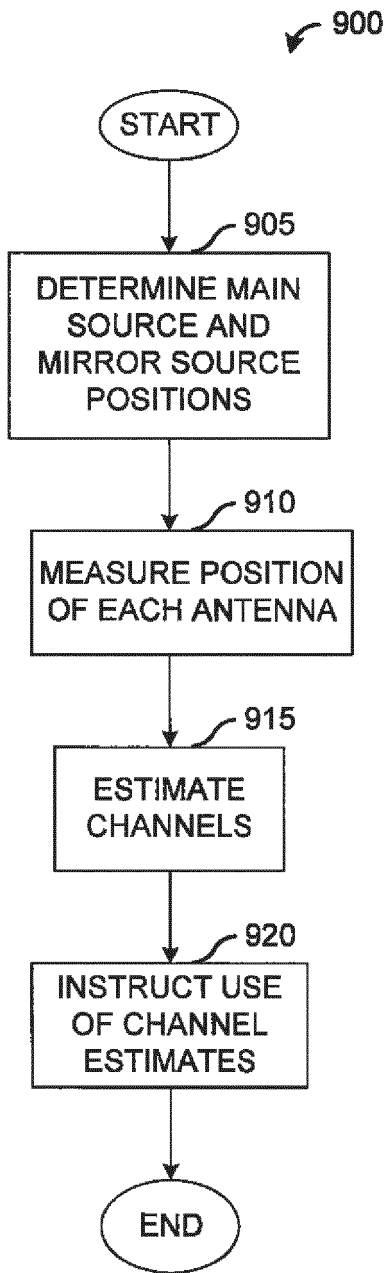 900
START
905
DETERMINE MAIN
SOURCE AND
MIRROR SOURCE
POSITIONS
910
MEASURE POSITION
OF EACH ANTENNA
915
ESTIMATE
CHANNELS
920
INSTRUCT USE
OF CHANNEL
ESTIMATES
END